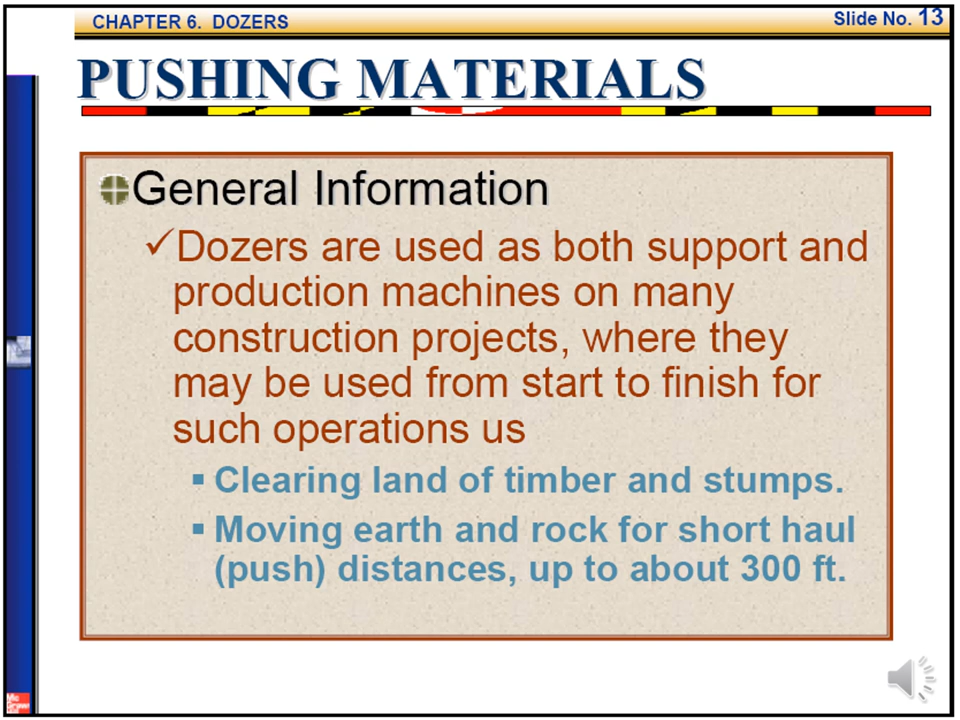 CHAPTER 6. DOZERS
Slide No. 13
PUSHING MATERIALS
General Information
Dozers are used as both support and
production machines on many
construction projects, where they
may be used from start to finish for
such operations us
Clearing land of timber and stumps.
Moving earth and rock for short haul
(push) distances, up to about 300 ft.